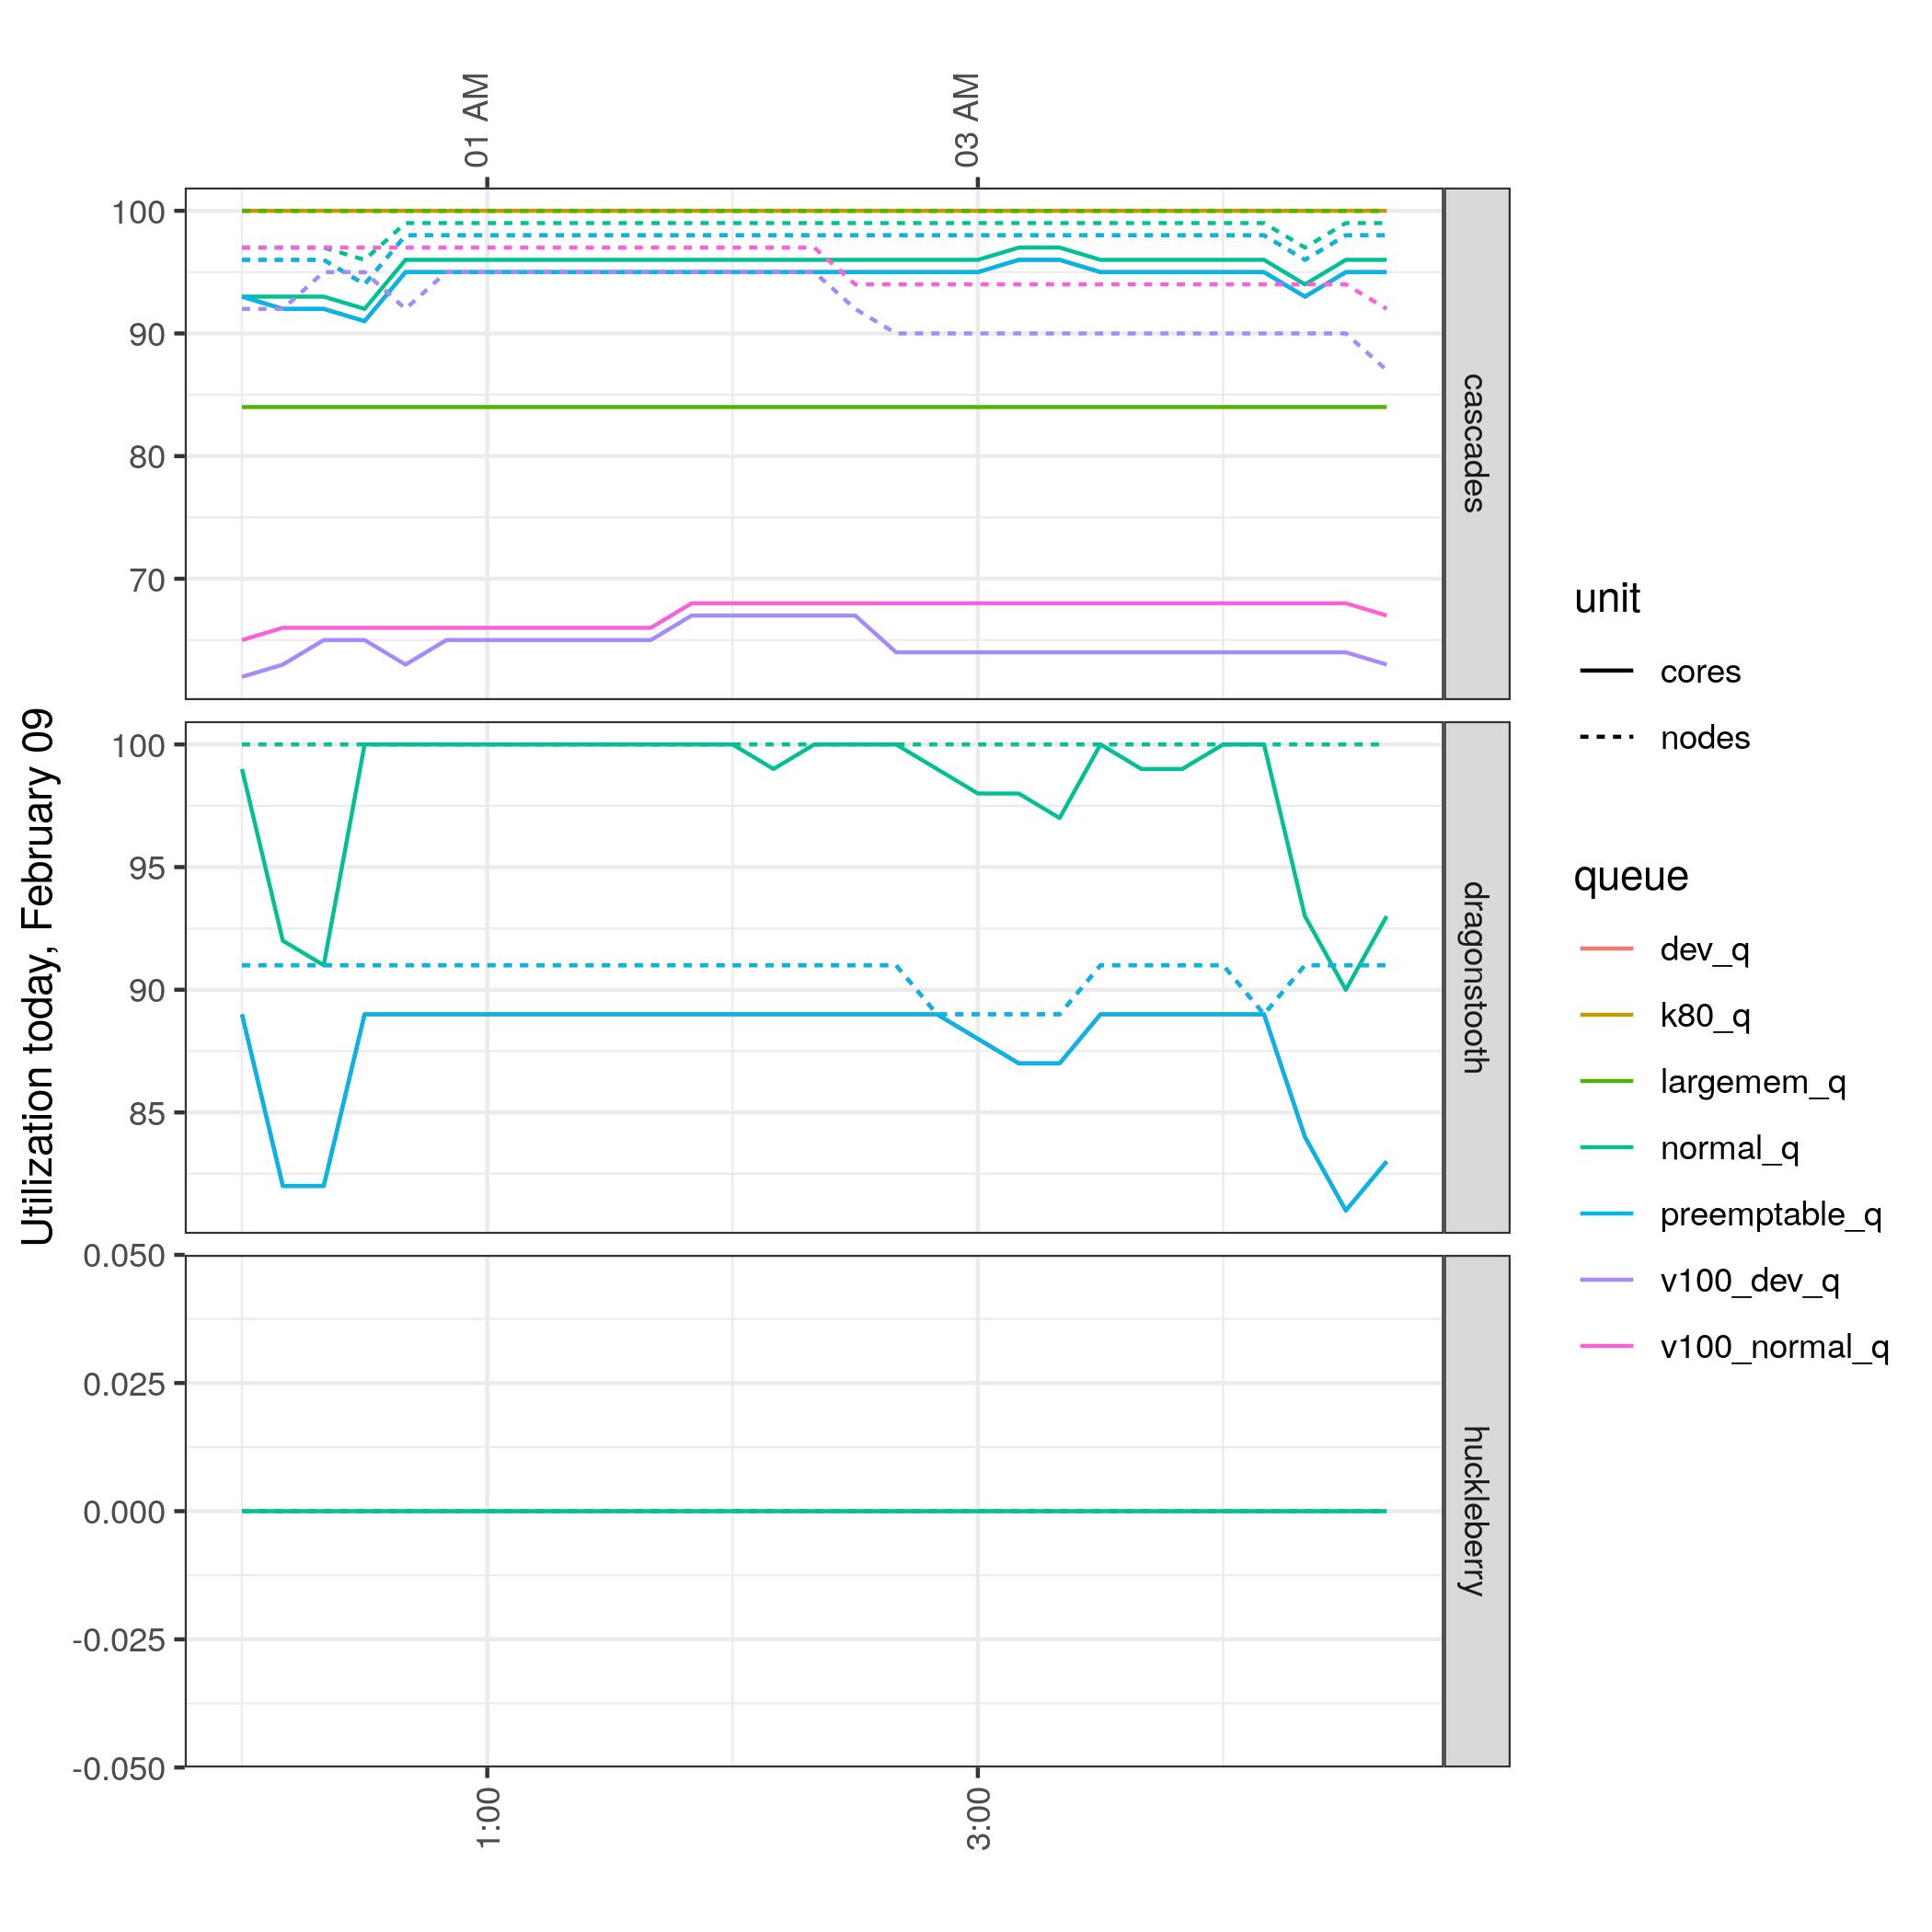 01 AM
03 AM
100
90
80
70
cascades
Utilization today, February 09
100
95
90
85
dragonstooth
0.050
0.025
0.000
-0.025
-0.050
huckleberry
1:00
3:00
unit
cores
nodes
queue
dev_q
k80_q
largemem_q
normal_q
preemptable_q
v100_dev_q
v100_normal_q